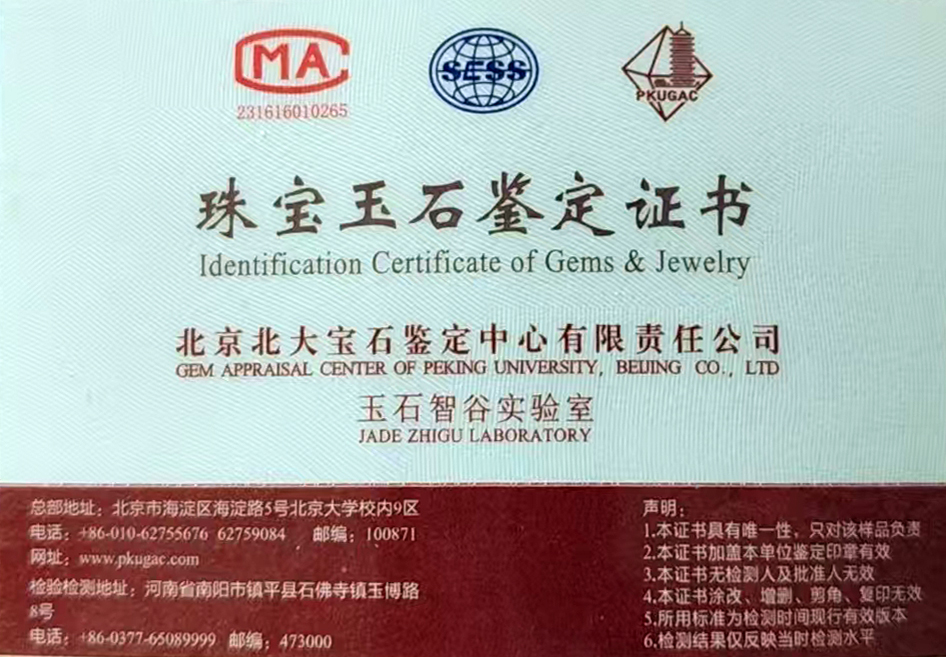 MA
SESS
PKUGAC
231616010265
珠宝玉石鉴定证书
Identification Certificate of Gems & Jewelry
北京北大宝石鉴定中心有限责任公司
GEM APPRAISAL CENTER OF PEKING UNIVERSITY, BEIJING CO., LTD
玉石智谷实验室
JADE ZHIGU LABORATORY
总部地址：北京市海淀区海淀路5号北京大学校内9区
电话：+86-010-62755676 62759084 邮编：100871
网址：www.pkugac.com
检验检测地址：河南省南阳市镇平县石佛寺镇玉博路
8号
电话：+86-0377-65089999 邮编：473000
声明：
1.本证书具有唯一性，只对该样品负责
2.本证书加盖本单位鉴定印章有效
3.本证书无检测人及批准人无效
4.本证书涂改、增删、剪角、复印无效
5.所用标准为检测时间现行有效版本
6.检测结果仅反映当时检测水平